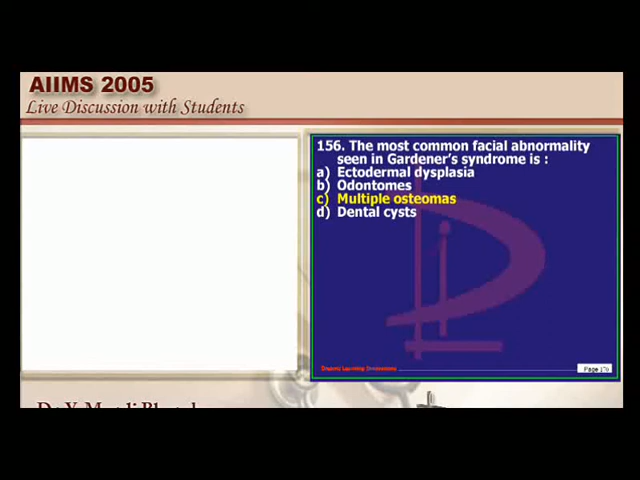 AIIMS 2005
Live Discussion with Students
156. The most common facial abnormality
seen in Gardener's syndrome is :
a) Ectodermal dysplasia
b) Odontomes
c) Multiple osteomas
d) Dental cysts
Page